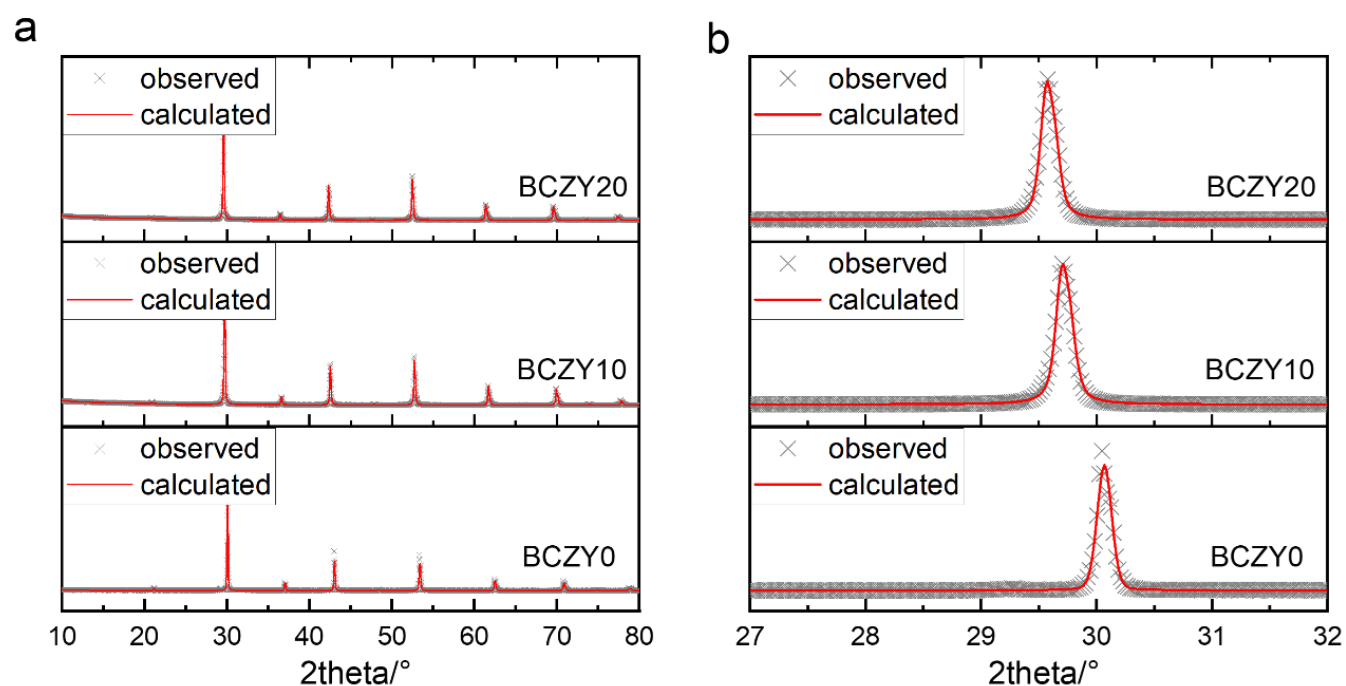 a
observed
calculated
BCZY20
observed
calculated
BCZY10
observed
calculated
BCZY0
10 20 30 40 50 60 70 80
2theta/°
b
observed
calculated
BCZY20
observed
calculated
BCZY10
observed
calculated
BCZY0
27 28 29 30 31 32
2theta/°